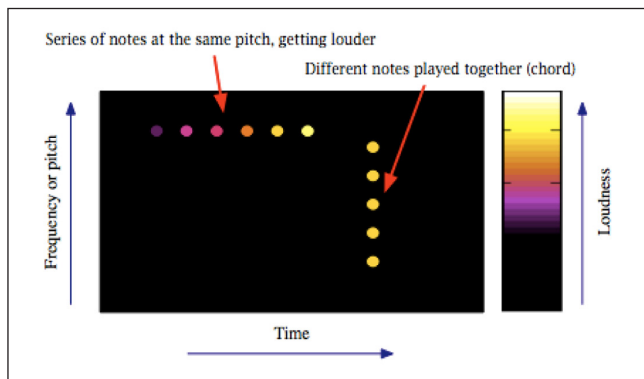 Series of notes at the same pitch, getting louder
Different notes played together (chord)
Frequency or pitch
Loudness
Time